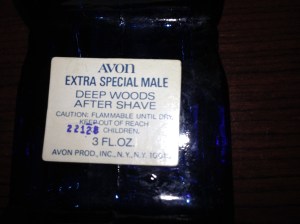 AVON
EXTRA SPECIAL MALE
DEEP WOODS
AFTER SHAVE
CAUTION: FLAMMABLE UNTIL DRY.
KEEP OUT OF REACH
22128 CHILDREN.
3 FL.OZ.
AVON PROD., INC., N.Y., N.Y.